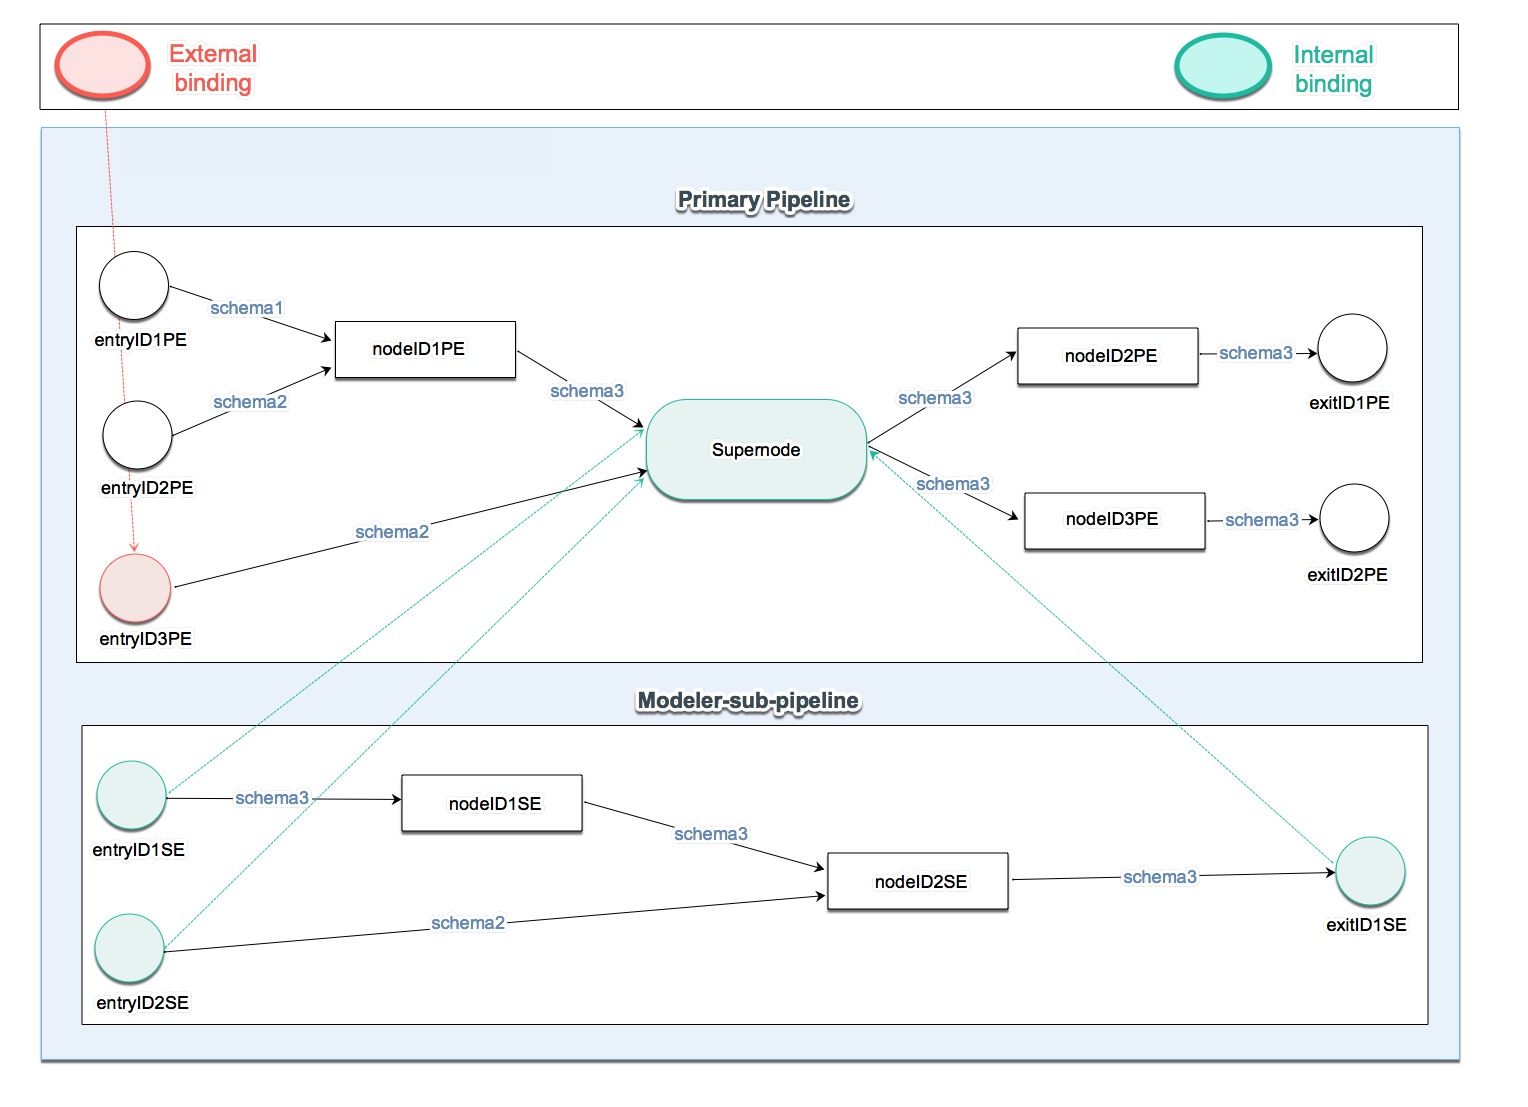 External
binding
Internal
binding
Primary Pipeline
schema1
entryID1PE
nodeID1PE
nodeID2PE
schema3
schema3
schema2
schema3
exitID1PE
Supernode
entryID2PE
schema3
nodeID3PE
schema3
schema2
exitID2PE
entryID3PE
Modeler-sub-pipeline
schema3
nodeID1SE
schema3
entryID1SE
nodeID2SE
schema3
schema2
exitID1SE
entryID2SE